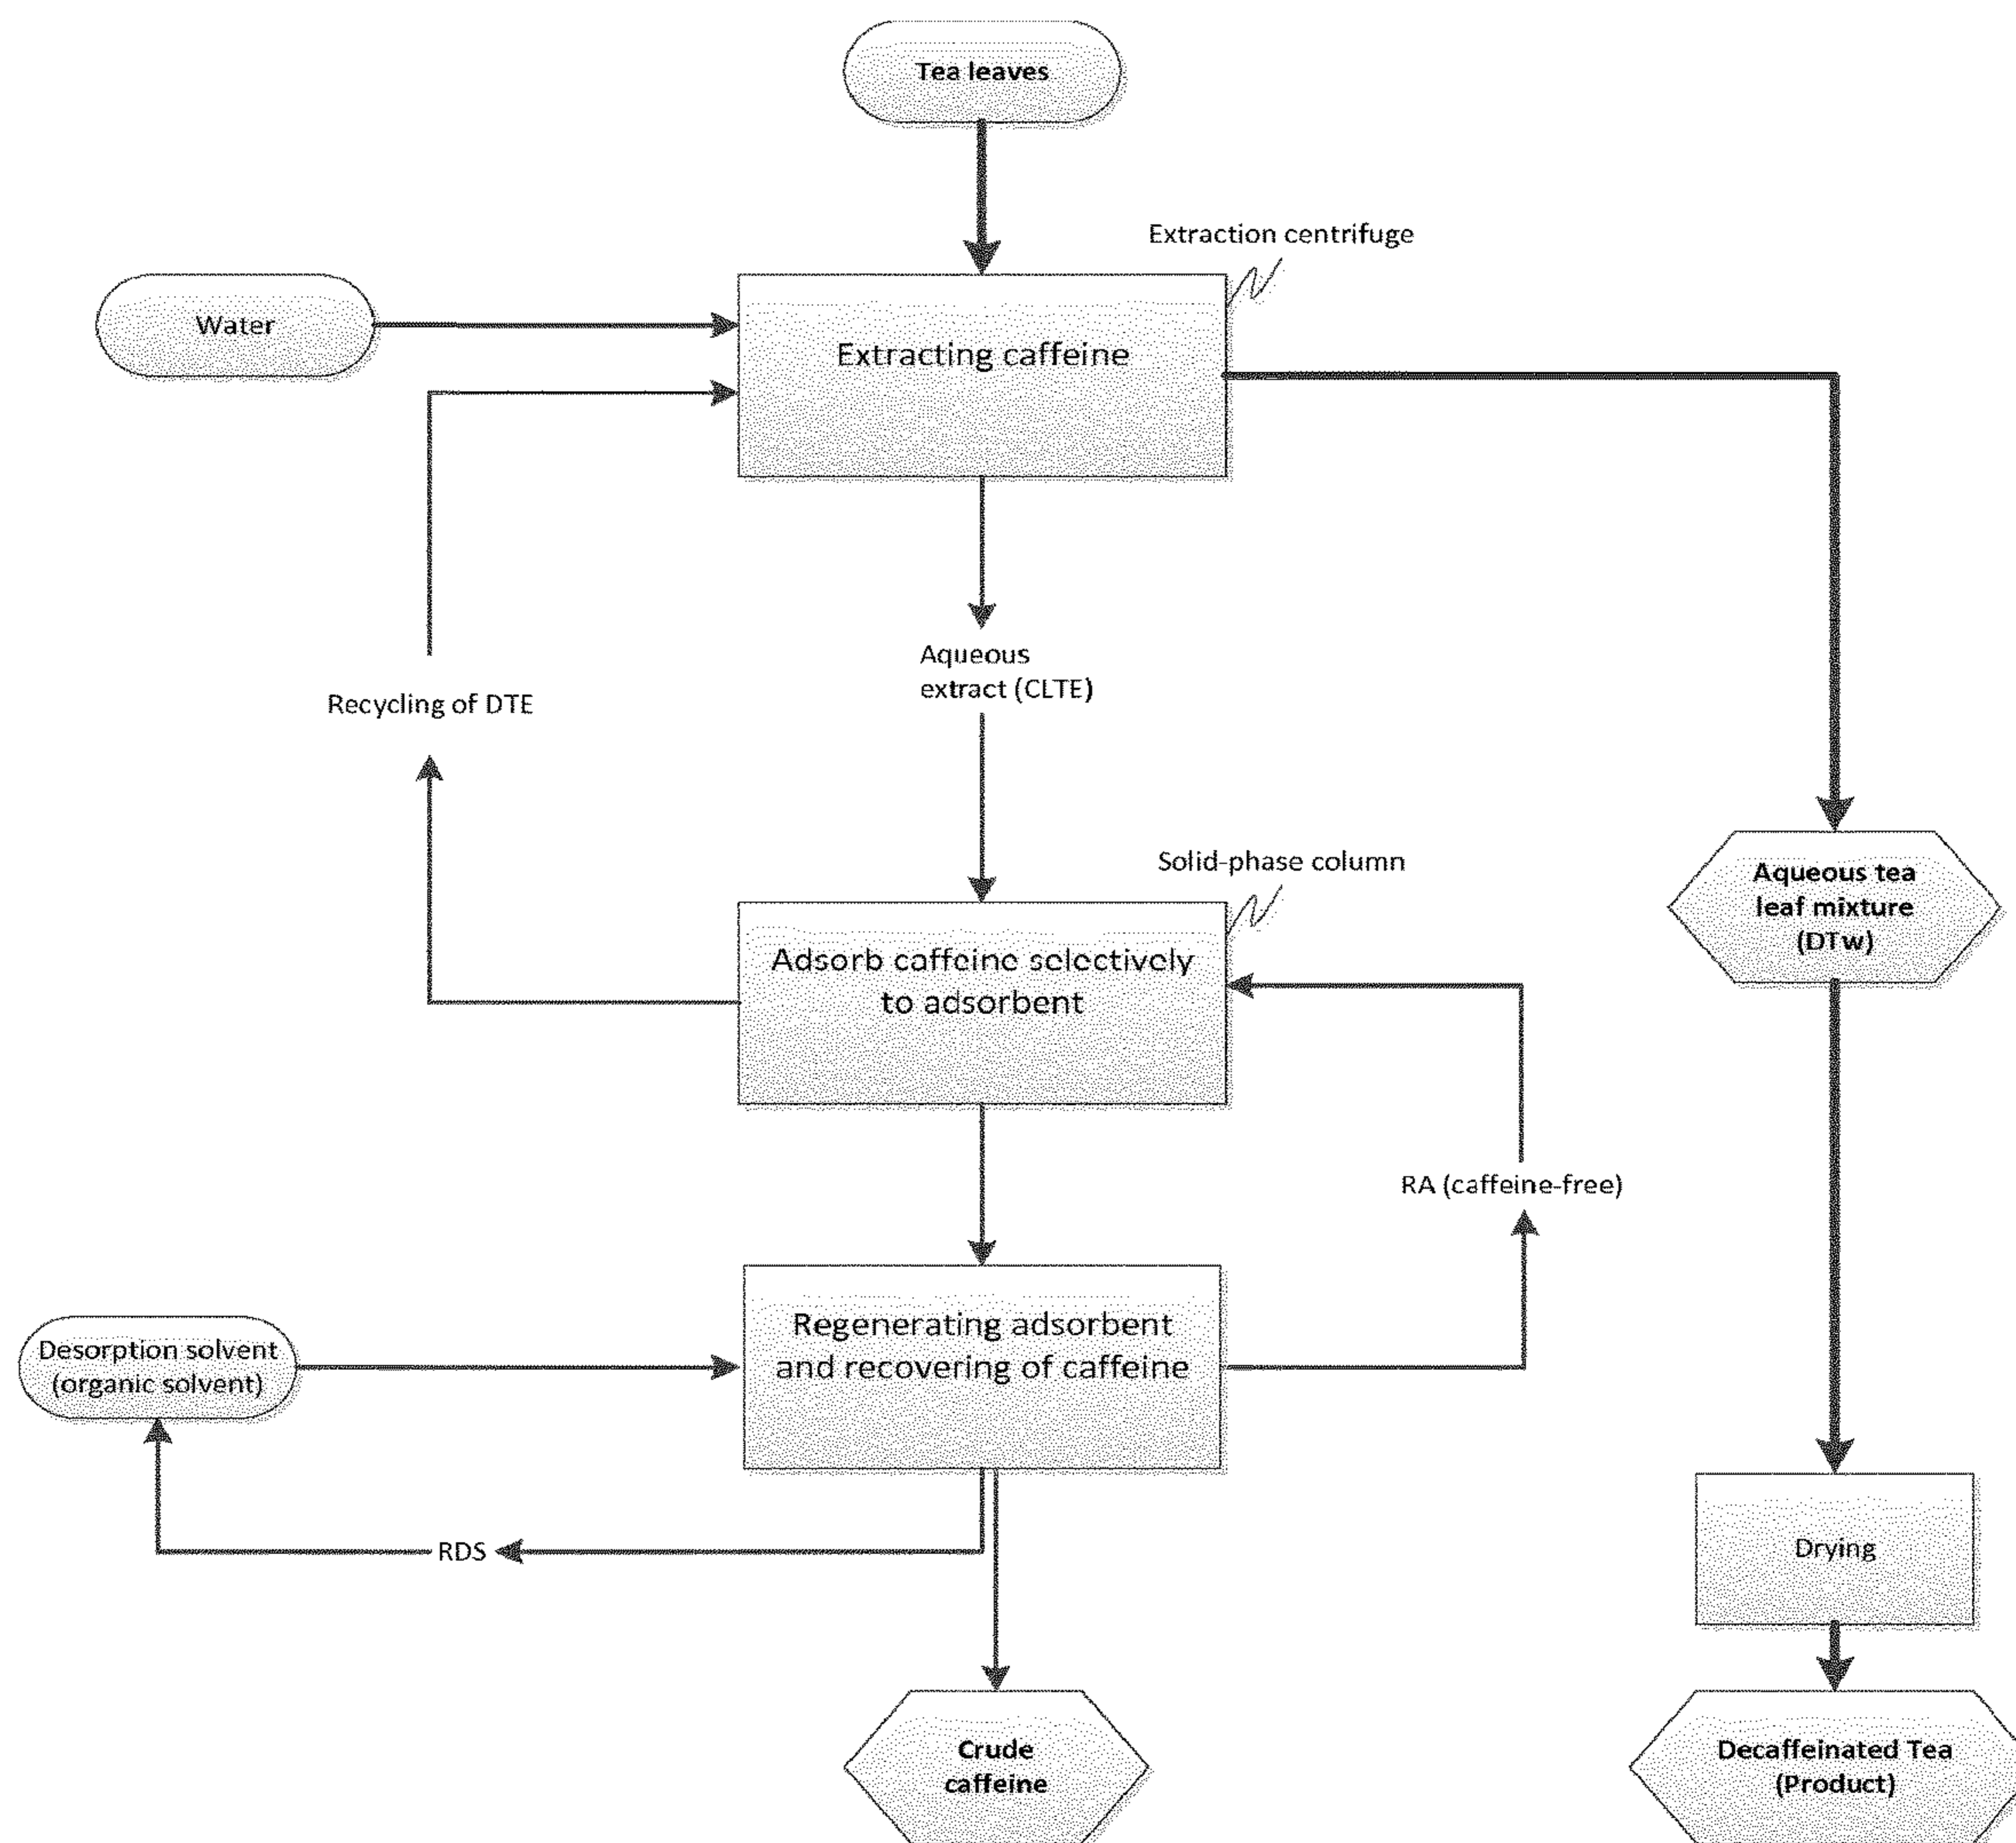 Tea leaves
Extraction centrifuge
Water
Extracting caffeine
Aqueous
extract (CLTE)
Recycling of DTE
Solid-phase column
Aqueous tea
leaf mixture
(DTw)
Adsorb caffeine selectively
to adsorbent
RA (caffeine-free)
Desorption solvent
(organic solvent)
Regenerating adsorbent
and recovering of caffeine
RDS
Drying
Crude
caffeine
Decaffeinated Tea
(Product)